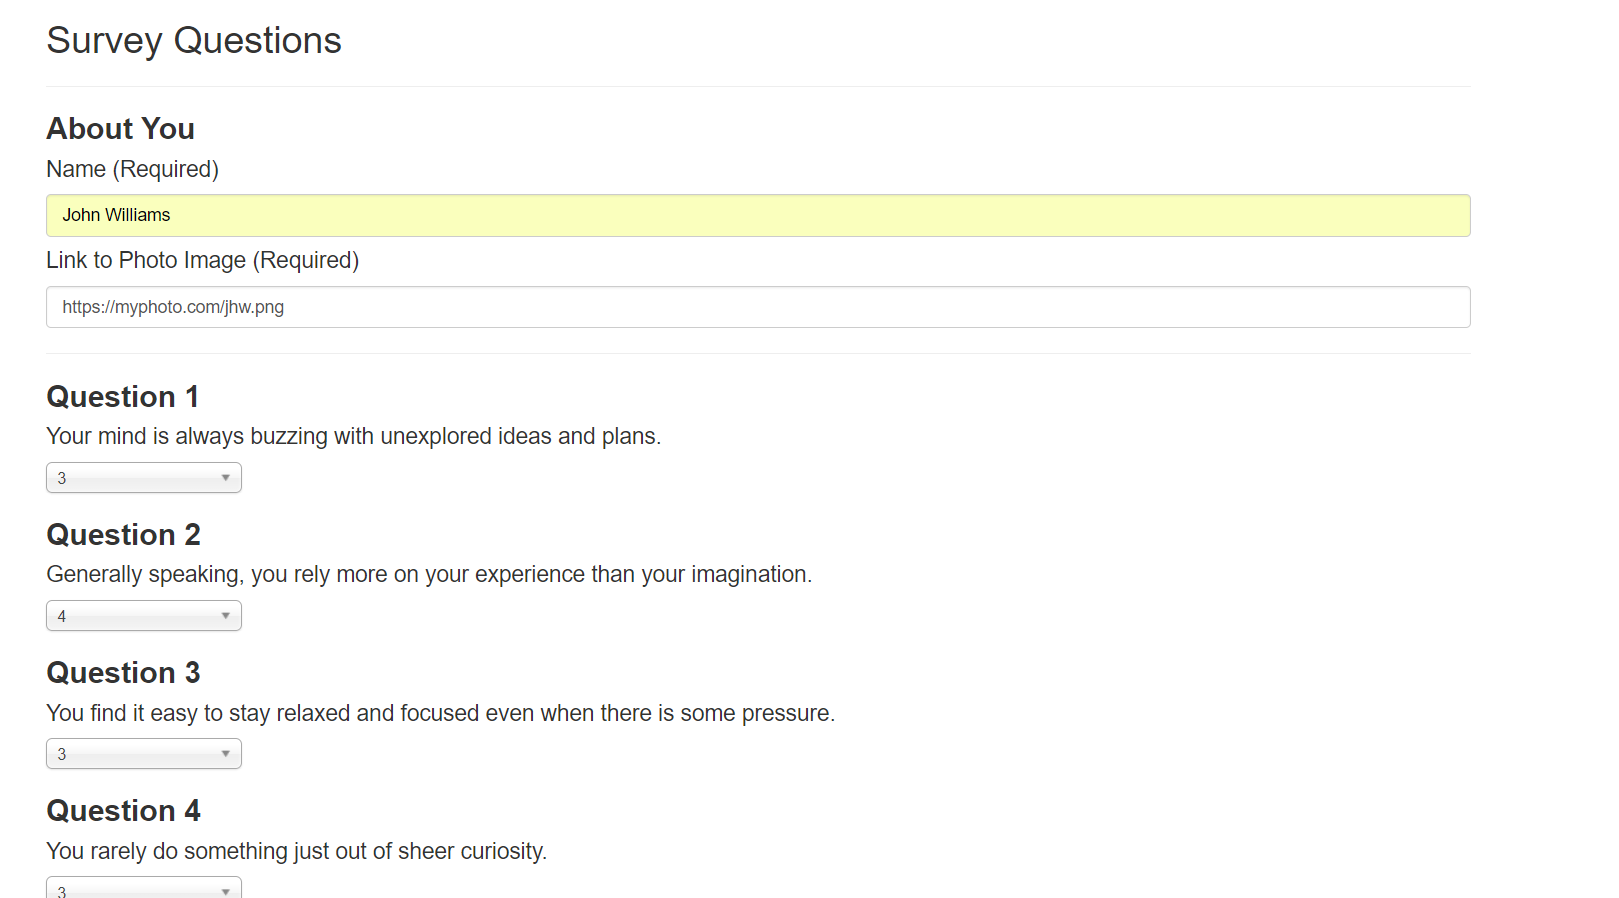 Survey Questions
About You
Name (Required)
John Williams
Link to Photo Image (Required)
https://myphoto.com/jhw.png
Question 1
Your mind is always buzzing with unexplored ideas and plans.
3
Question 2
Generally speaking, you rely more on your experience than your imagination.
4
Question 3
You find it easy to stay relaxed and focused even when there is some pressure.
3
Question 4
You rarely do something just out of sheer curiosity.
3